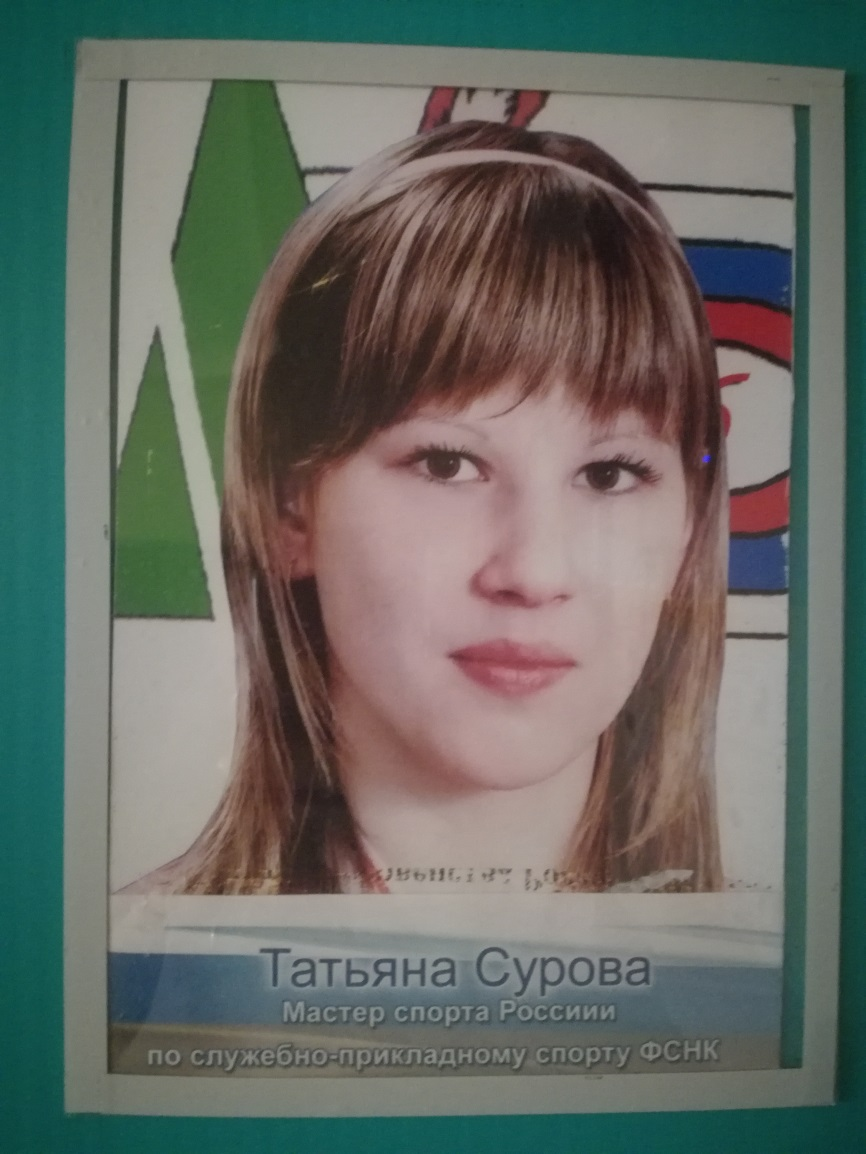 Татьяна Сурова
Мастер спорта Россиии
по служебно-прикладному спорту ФСНК